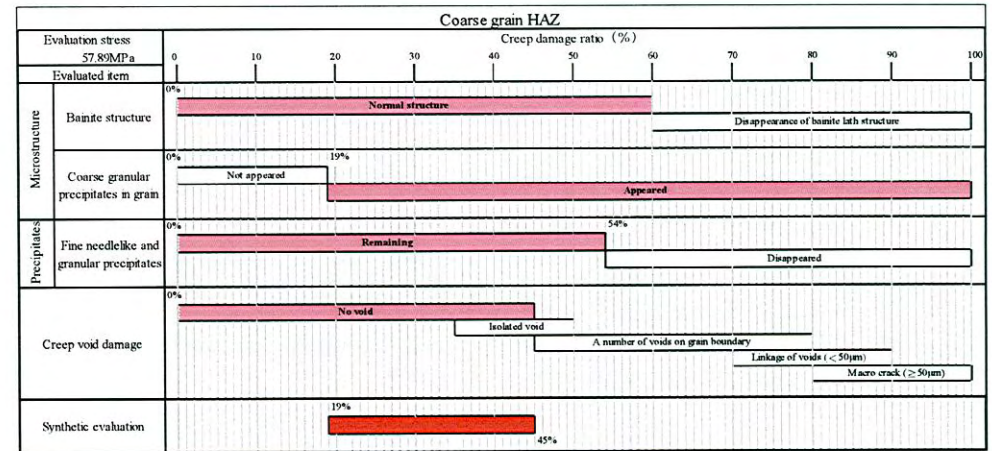 Coarse grain HAZ
Evaluation stress
57.89MPa
Creep damage ratio (%)
0 10 20 30 40 50 60 70 80 90 100
Evaluated item
Microstructure
Bainite structure
0%
Normal structure
Disappearance of bainite lath structure
Coarse granular
precipitates in grain
0%
19%
Not appeared
Appeared
Precipitates
Fine needlelike and
granular precipitates
0%
54%
Remaining
Disappeared
Creep void damage
0%
No void
Isolated void
A number of voids on grain boundary
Linkage of voids (<50μm)
Macro crack (≥50μm)
Synthetic evaluation
19%
45%